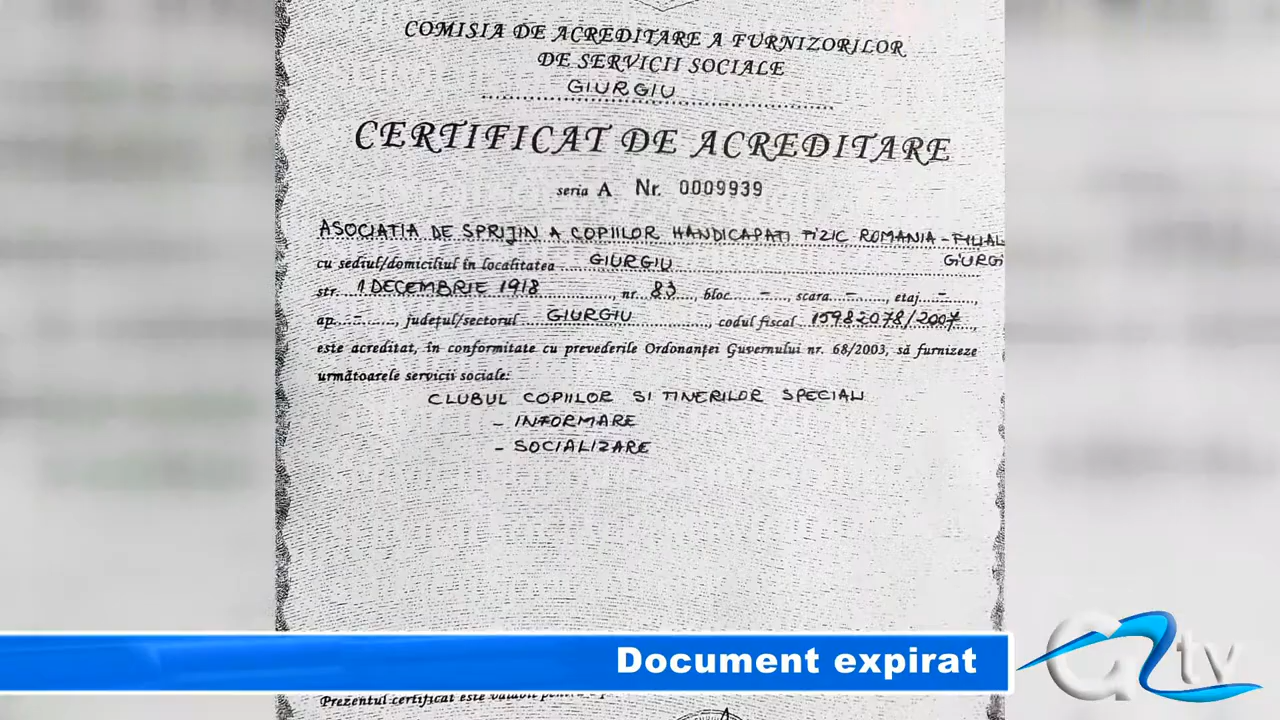 COMISIA DE ACREDITARE A FURNIZORILOR
DE SERVICII SOCIALE
GIURGIU
CERTIFICAT DE ACREDITARE
seria A Nr. 0009939
ASOCIATIA DE SPRIJIN A COPIILOR HANDICAPATI FIZIC ROMANIA - FILIAL
GIURGI
cu sediul/domiciliul în localitatea GIURGIU
str. 1 DECEMBRIE 1918, nr. 83, bloc -, scara -, etaj -,
ap. -, județul/sectorul GIURGIU, codul fiscal 15982078/2007,
este acreditat, în conformitate cu prevederile Ordonanței Guvernului nr. 68/2003, să furnizeze
următoarele servicii sociale:
CLUBUL COPIILOR SI TINERILOR SPECIALI
- INFORMARE
- SOCIALIZARE
Document expirat
Prezentul certificat este valabil
tv